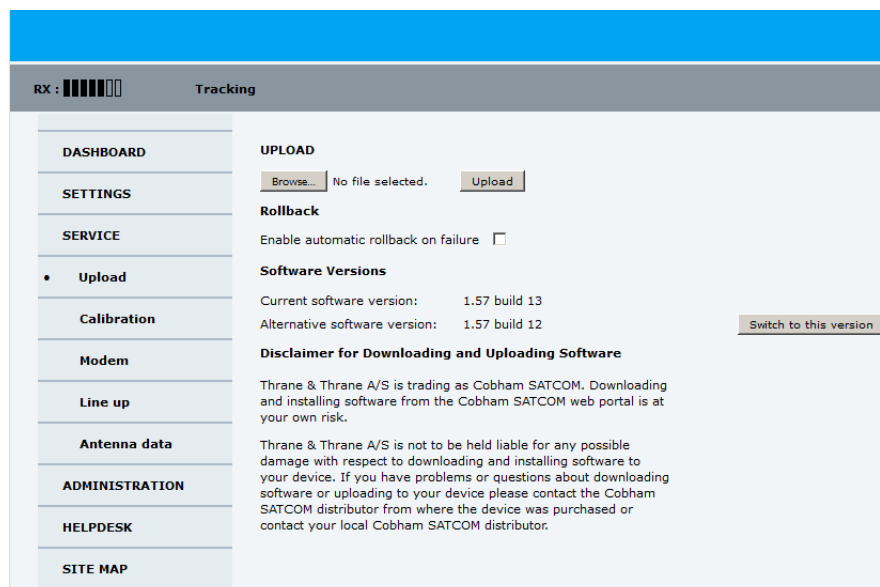 RX : Tracking
DASHBOARD
SETTINGS
SERVICE
• Upload
Calibration
Modem
Line up
Antenna data
ADMINISTRATION
HELPDESK
SITE MAP
UPLOAD
Browse... No file selected. Upload
Rollback
Enable automatic rollback on failure
Software Versions
Current software version: 1.57 build 13
Alternative software version: 1.57 build 12 Switch to this version
Disclaimer for Downloading and Uploading Software
Thrane & Thrane A/S is trading as Cobham SATCOM. Downloading
and installing software from the Cobham SATCOM web portal is at
your own risk.
Thrane & Thrane A/S is not to be held liable for any possible
damage with respect to downloading and installing software to
your device. If you have problems or questions about downloading
software or uploading to your device please contact the Cobham
SATCOM distributor from where the device was purchased or
contact your local Cobham SATCOM distributor.